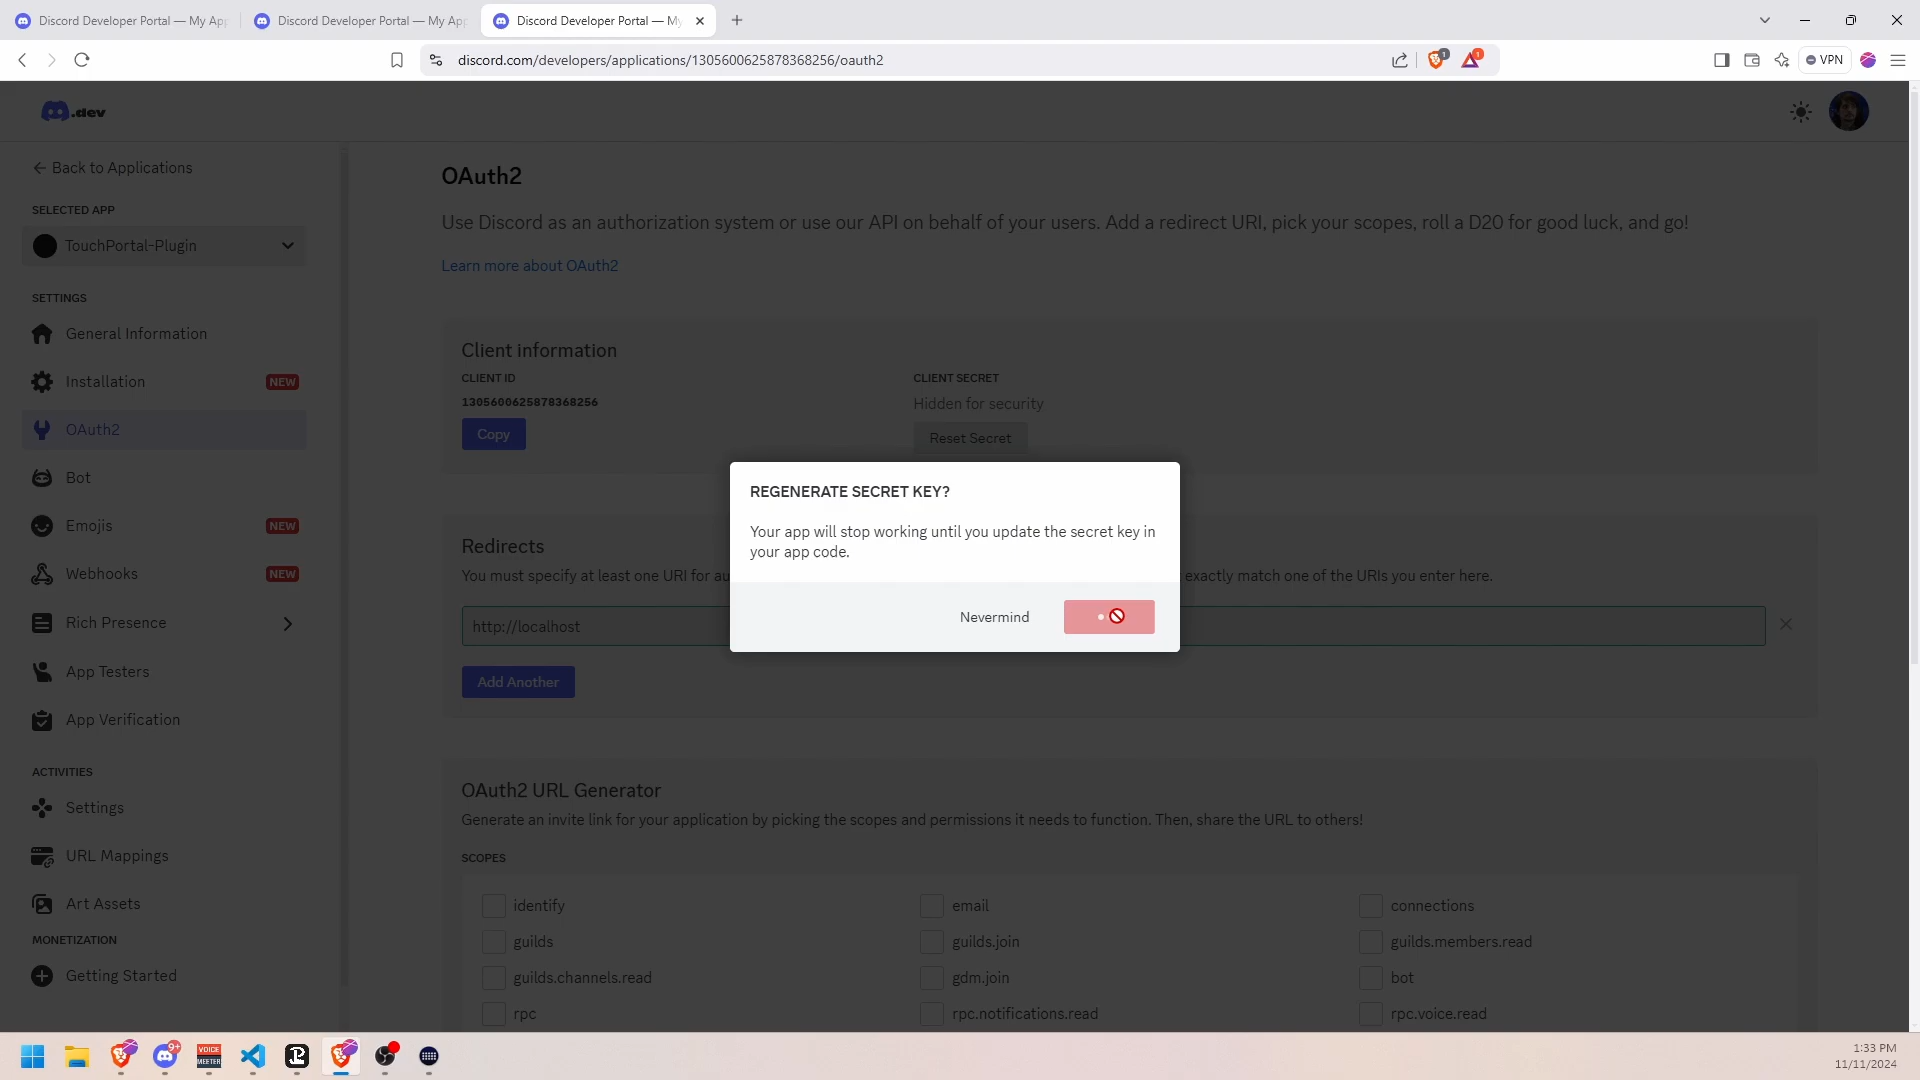 Discord Developer Portal — My App
Discord Developer Portal — My App
Discord Developer Portal — My
discord.com/developers/applications/1305600625878368256/oauth2
1
1
VPN
.dev
Back to Applications
SELECTED APP
TouchPortal-Plugin
SETTINGS
General Information
Installation
NEW
OAuth2
Bot
Emojis
NEW
Webhooks
NEW
Rich Presence
App Testers
App Verification
ACTIVITIES
Settings
URL Mappings
Art Assets
MONETIZATION
Getting Started
OAuth2
Use Discord as an authorization system or use our API on behalf of your users. Add a redirect URI, pick your scopes, roll a D20 for good luck, and go!
Learn more about OAuth2
Client information
CLIENT ID
1305600625878368256
Copy
CLIENT SECRET
Hidden for security
Reset Secret
REGENERATE SECRET KEY?
Your app will stop working until you update the secret key in
your app code.
Nevermind
Redirects
You must specify at least one URI for au exactly match one of the URIs you enter here.
http://localhost
Add Another
OAuth2 URL Generator
Generate an invite link for your application by picking the scopes and permissions it needs to function. Then, share the URL to others!
SCOPES
identify
email
connections
guilds
guilds.join
guilds.members.read
guilds.channels.read
gdm.join
bot
rpc
rpc.notifications.read
rpc.voice.read
9+
VOICE
MEETER
1:33 PM
11/11/2024